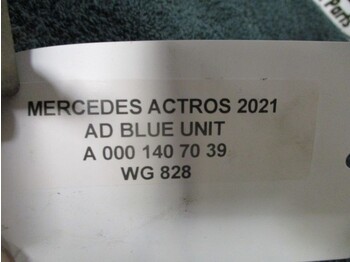 MERCEDES ACTROS 2021
AD BLUE UNIT
A 000 140 70 39
WG 828